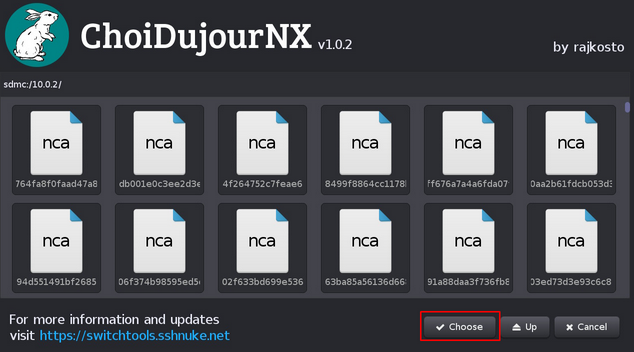 ChoiDujourNX v1.0.2
by rajkosto
sdmc:/10.0.2/
nca nca nca nca nca nca
764fa8f0faad47a8 db001e0c3ee2d3e 4f264752c7feae6 8499f8864cc1178 ff676a7a4a6fda07 0aa2b61fdcb053d3
nca nca nca nca nca nca
94d551491bf2685 06f374b98595ed5 02f633bd699e536 63ba85a56136d66 91a88daa3f736fb8 03ed73d3e93c6c8
For more information and updates
visit https://switchtools.sshnuke.net
Choose Up Cancel